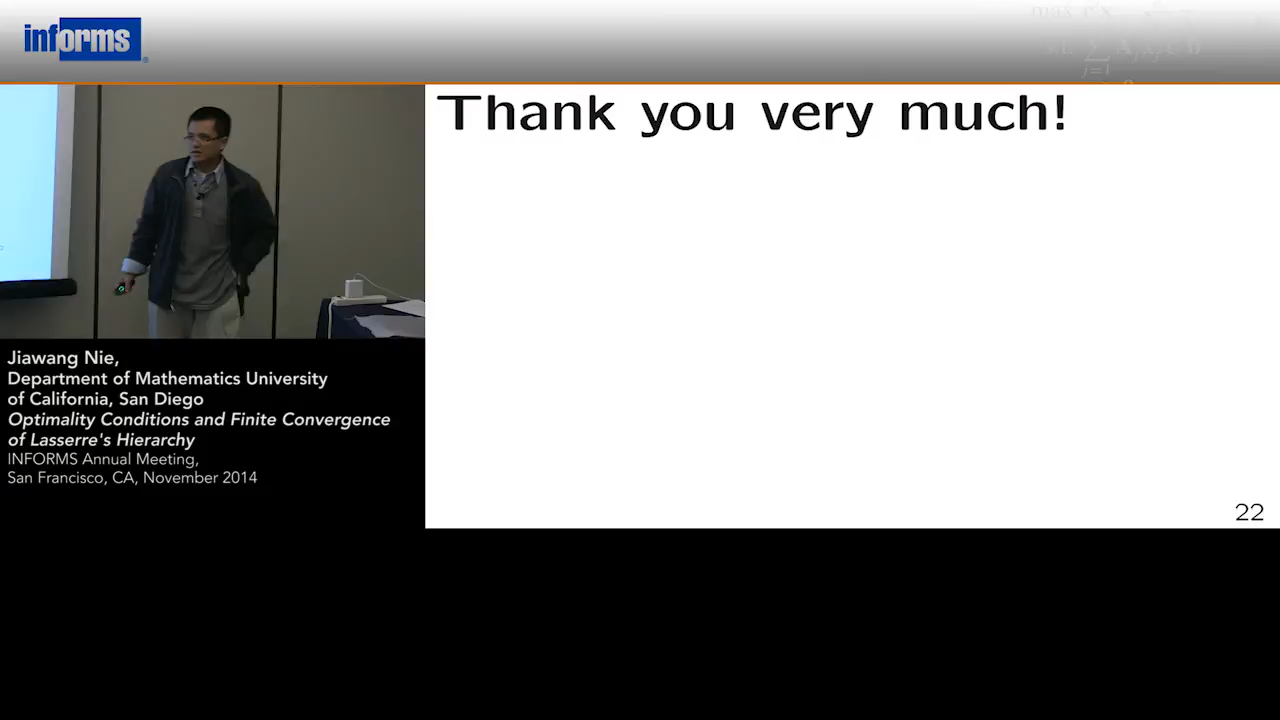 informs
Thank you very much!
Jiawang Nie,
Department of Mathematics University
of California, San Diego
Optimality Conditions and Finite Convergence
of Lasserre's Hierarchy
INFORMS Annual Meeting,
San Francisco, CA, November 2014
22